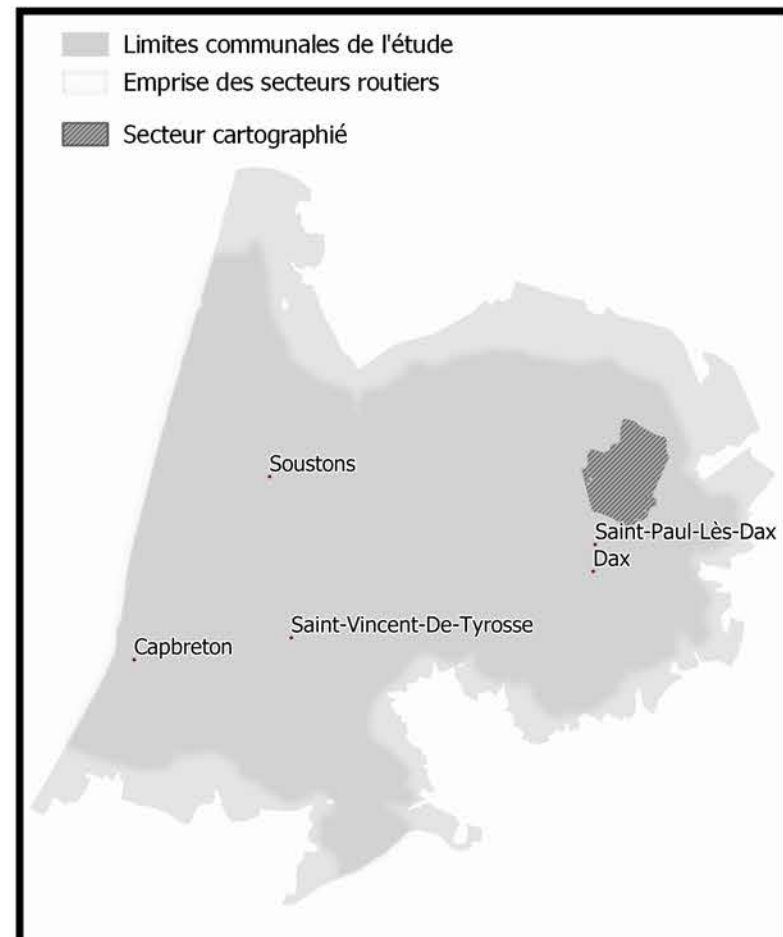 Limites communales de l'étude
Emprise des secteurs routiers
Secteur cartographié
Soustons
Saint-Paul-Lès-Dax
Dax
Saint-Vincent-De-Tyrosse
Capbreton